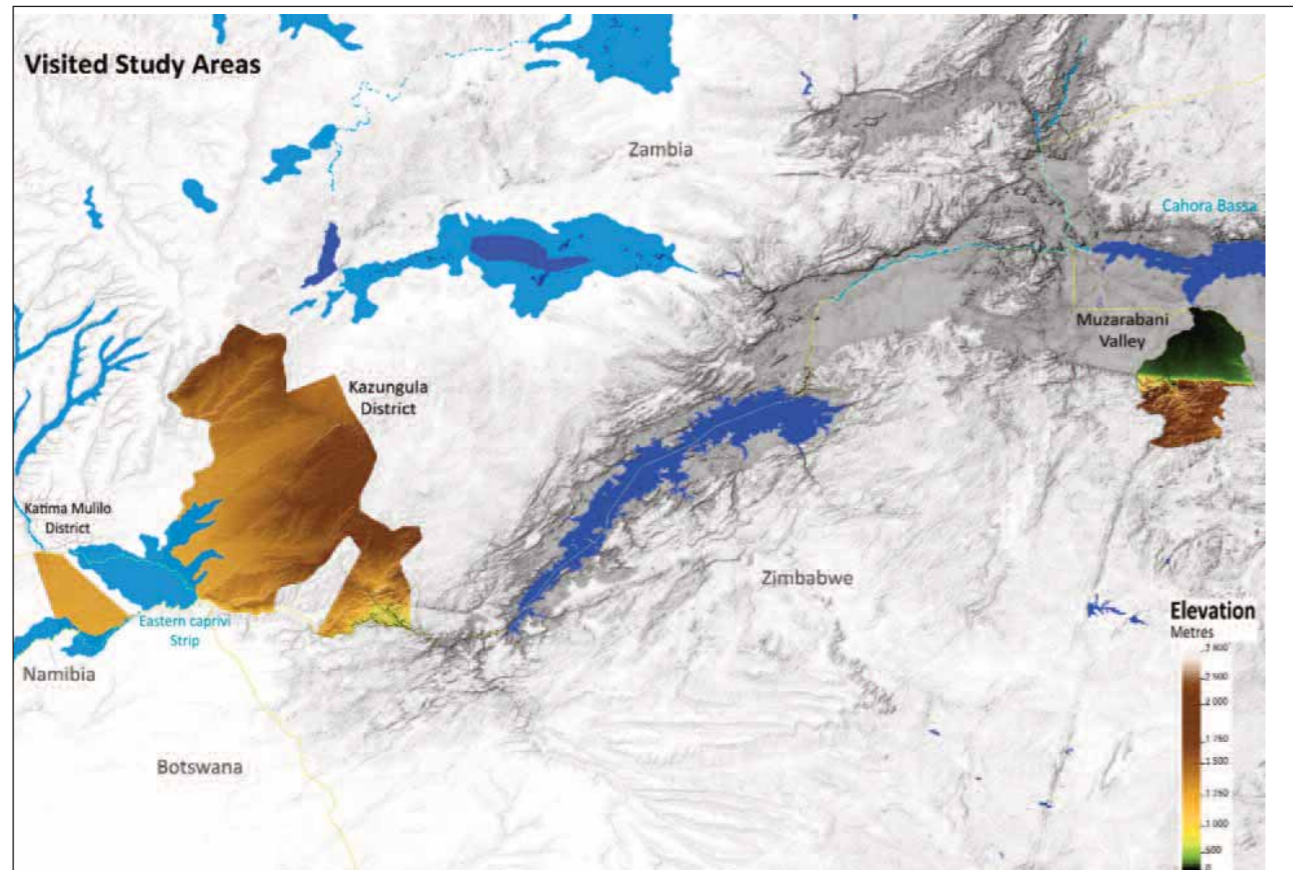 Visited Study Areas
Zambia
Cahora Bassa
Muzarabani
Valley
Kazungula
District
Katima Mulilo
District
Eastern caprivi
Strip
Zimbabwe
Namibia
Botswana
Elevation
Metres
2 500
2 000
1 750
1 500
1 250
1 000
500
0